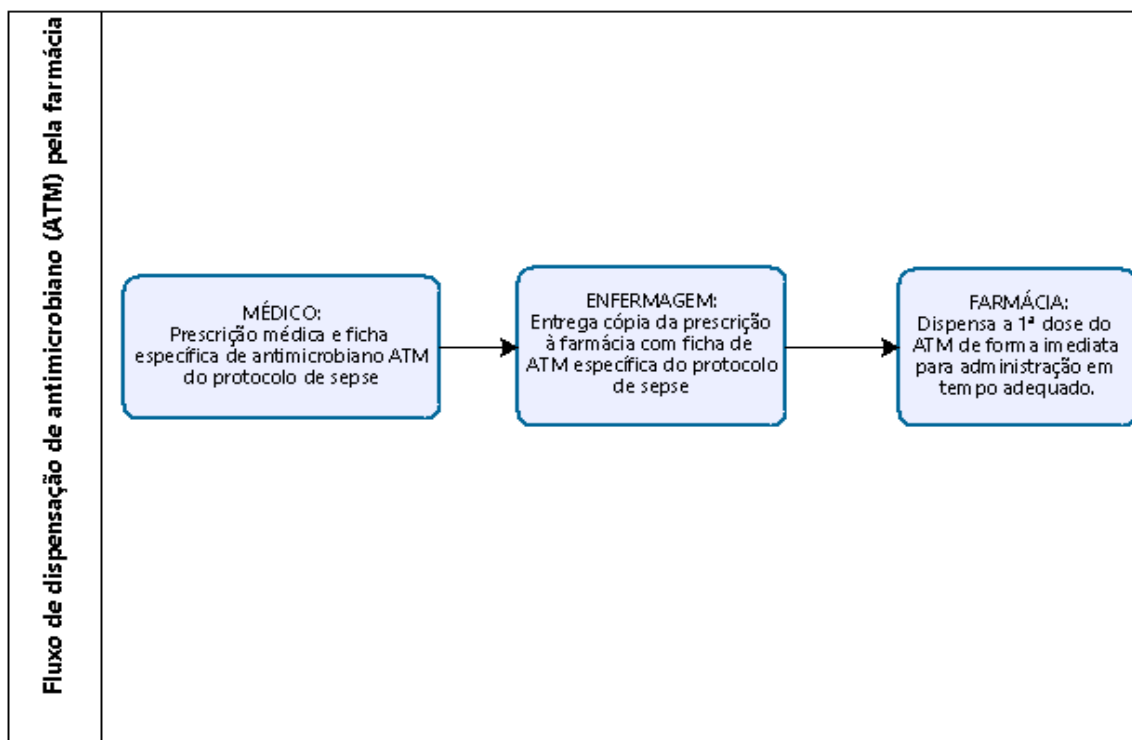 Fluxo de dispensação de antimicrobiano (ATM) pela farmácia
MÉDICO:
Prescrição médica e ficha
específica de antimicrobiano ATM
do protocolo de sepse
ENFERMAGEM:
Entrega cópia da prescrição
à farmácia com ficha de
ATM específica do protocolo
de sepse
FARMÁCIA:
Dispensa a 1ª dose do
ATM de forma imediata
para administração em
tempo adequado.